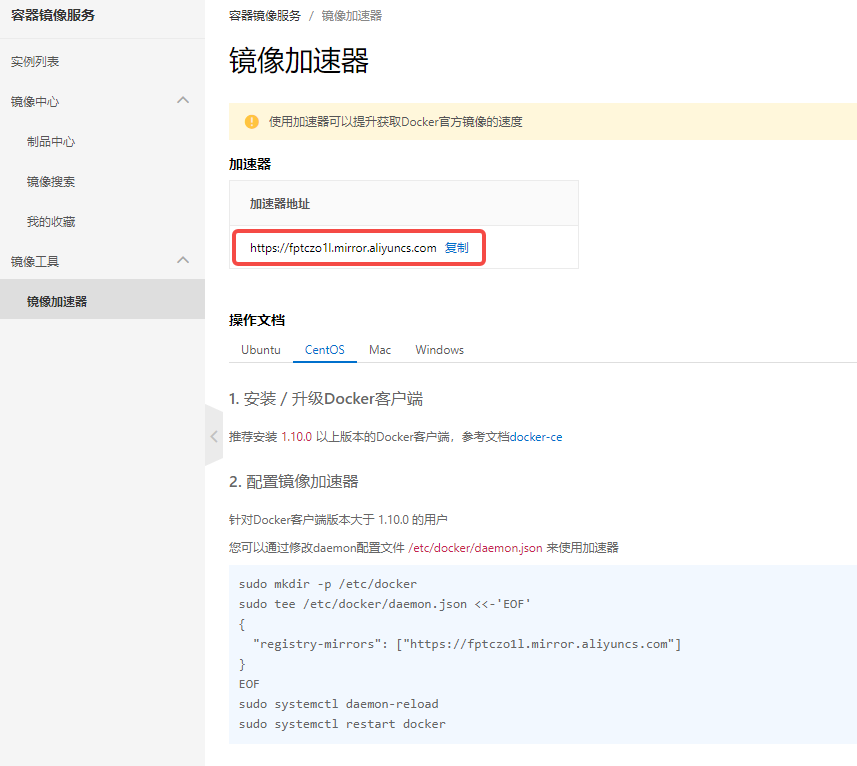 容器镜像服务
实例列表
镜像中心
制品中心
镜像搜索
我的收藏
镜像工具
镜像加速器
容器镜像服务 / 镜像加速器
镜像加速器
使用加速器可以提升获取Docker官方镜像的速度
加速器
加速器地址
https://fptczo1l.mirror.aliyuncs.com 复制
操作文档
Ubuntu CentOS Mac Windows
1. 安装 / 升级Docker客户端
推荐安装 1.10.0 以上版本的Docker客户端，参考文档docker-ce
2. 配置镜像加速器
针对Docker客户端版本大于 1.10.0 的用户
您可以通过修改daemon配置文件 /etc/docker/daemon.json 来使用加速器
sudo mkdir -p /etc/docker
sudo tee /etc/docker/daemon.json <<-'EOF'
{
"registry-mirrors": ["https://fptczo1l.mirror.aliyuncs.com"]
}
EOF
sudo systemctl daemon-reload
sudo systemctl restart docker